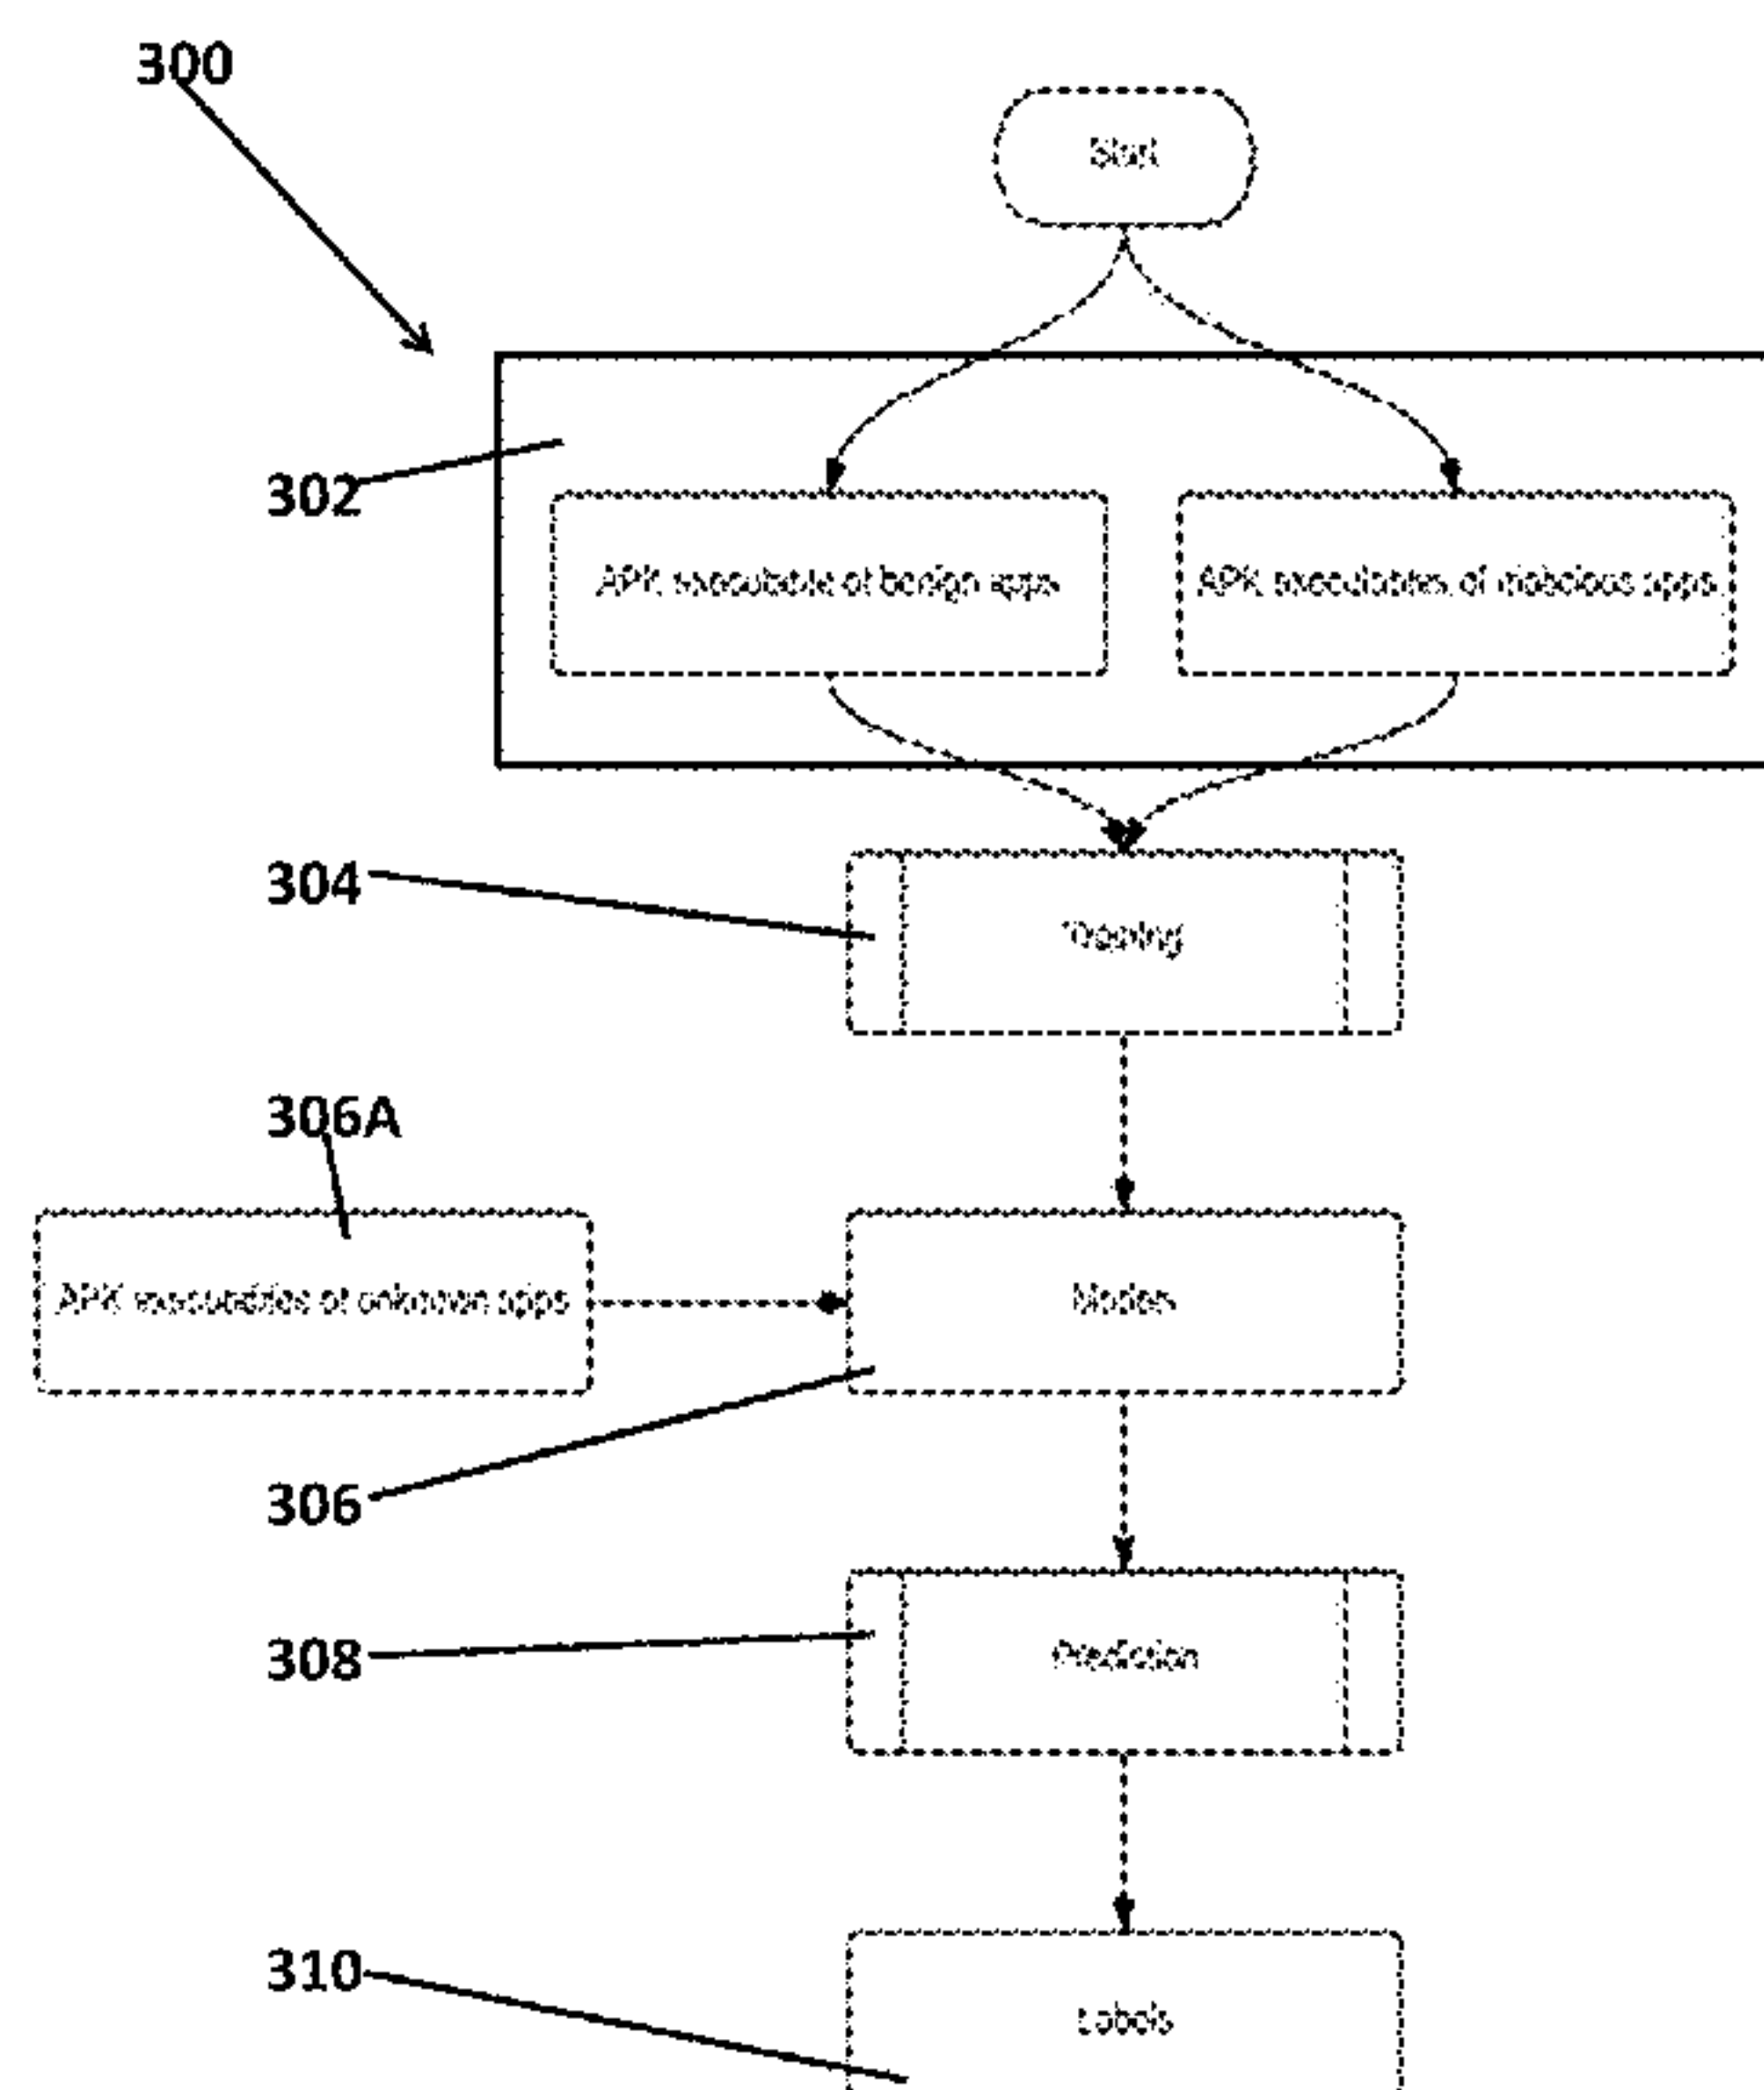 300
Start
302
APK executable of benign apps
APK executables of malicious apps
304
Training
306A
APK executables of unknown apps
Models
306
308
Prediction
310
Labels